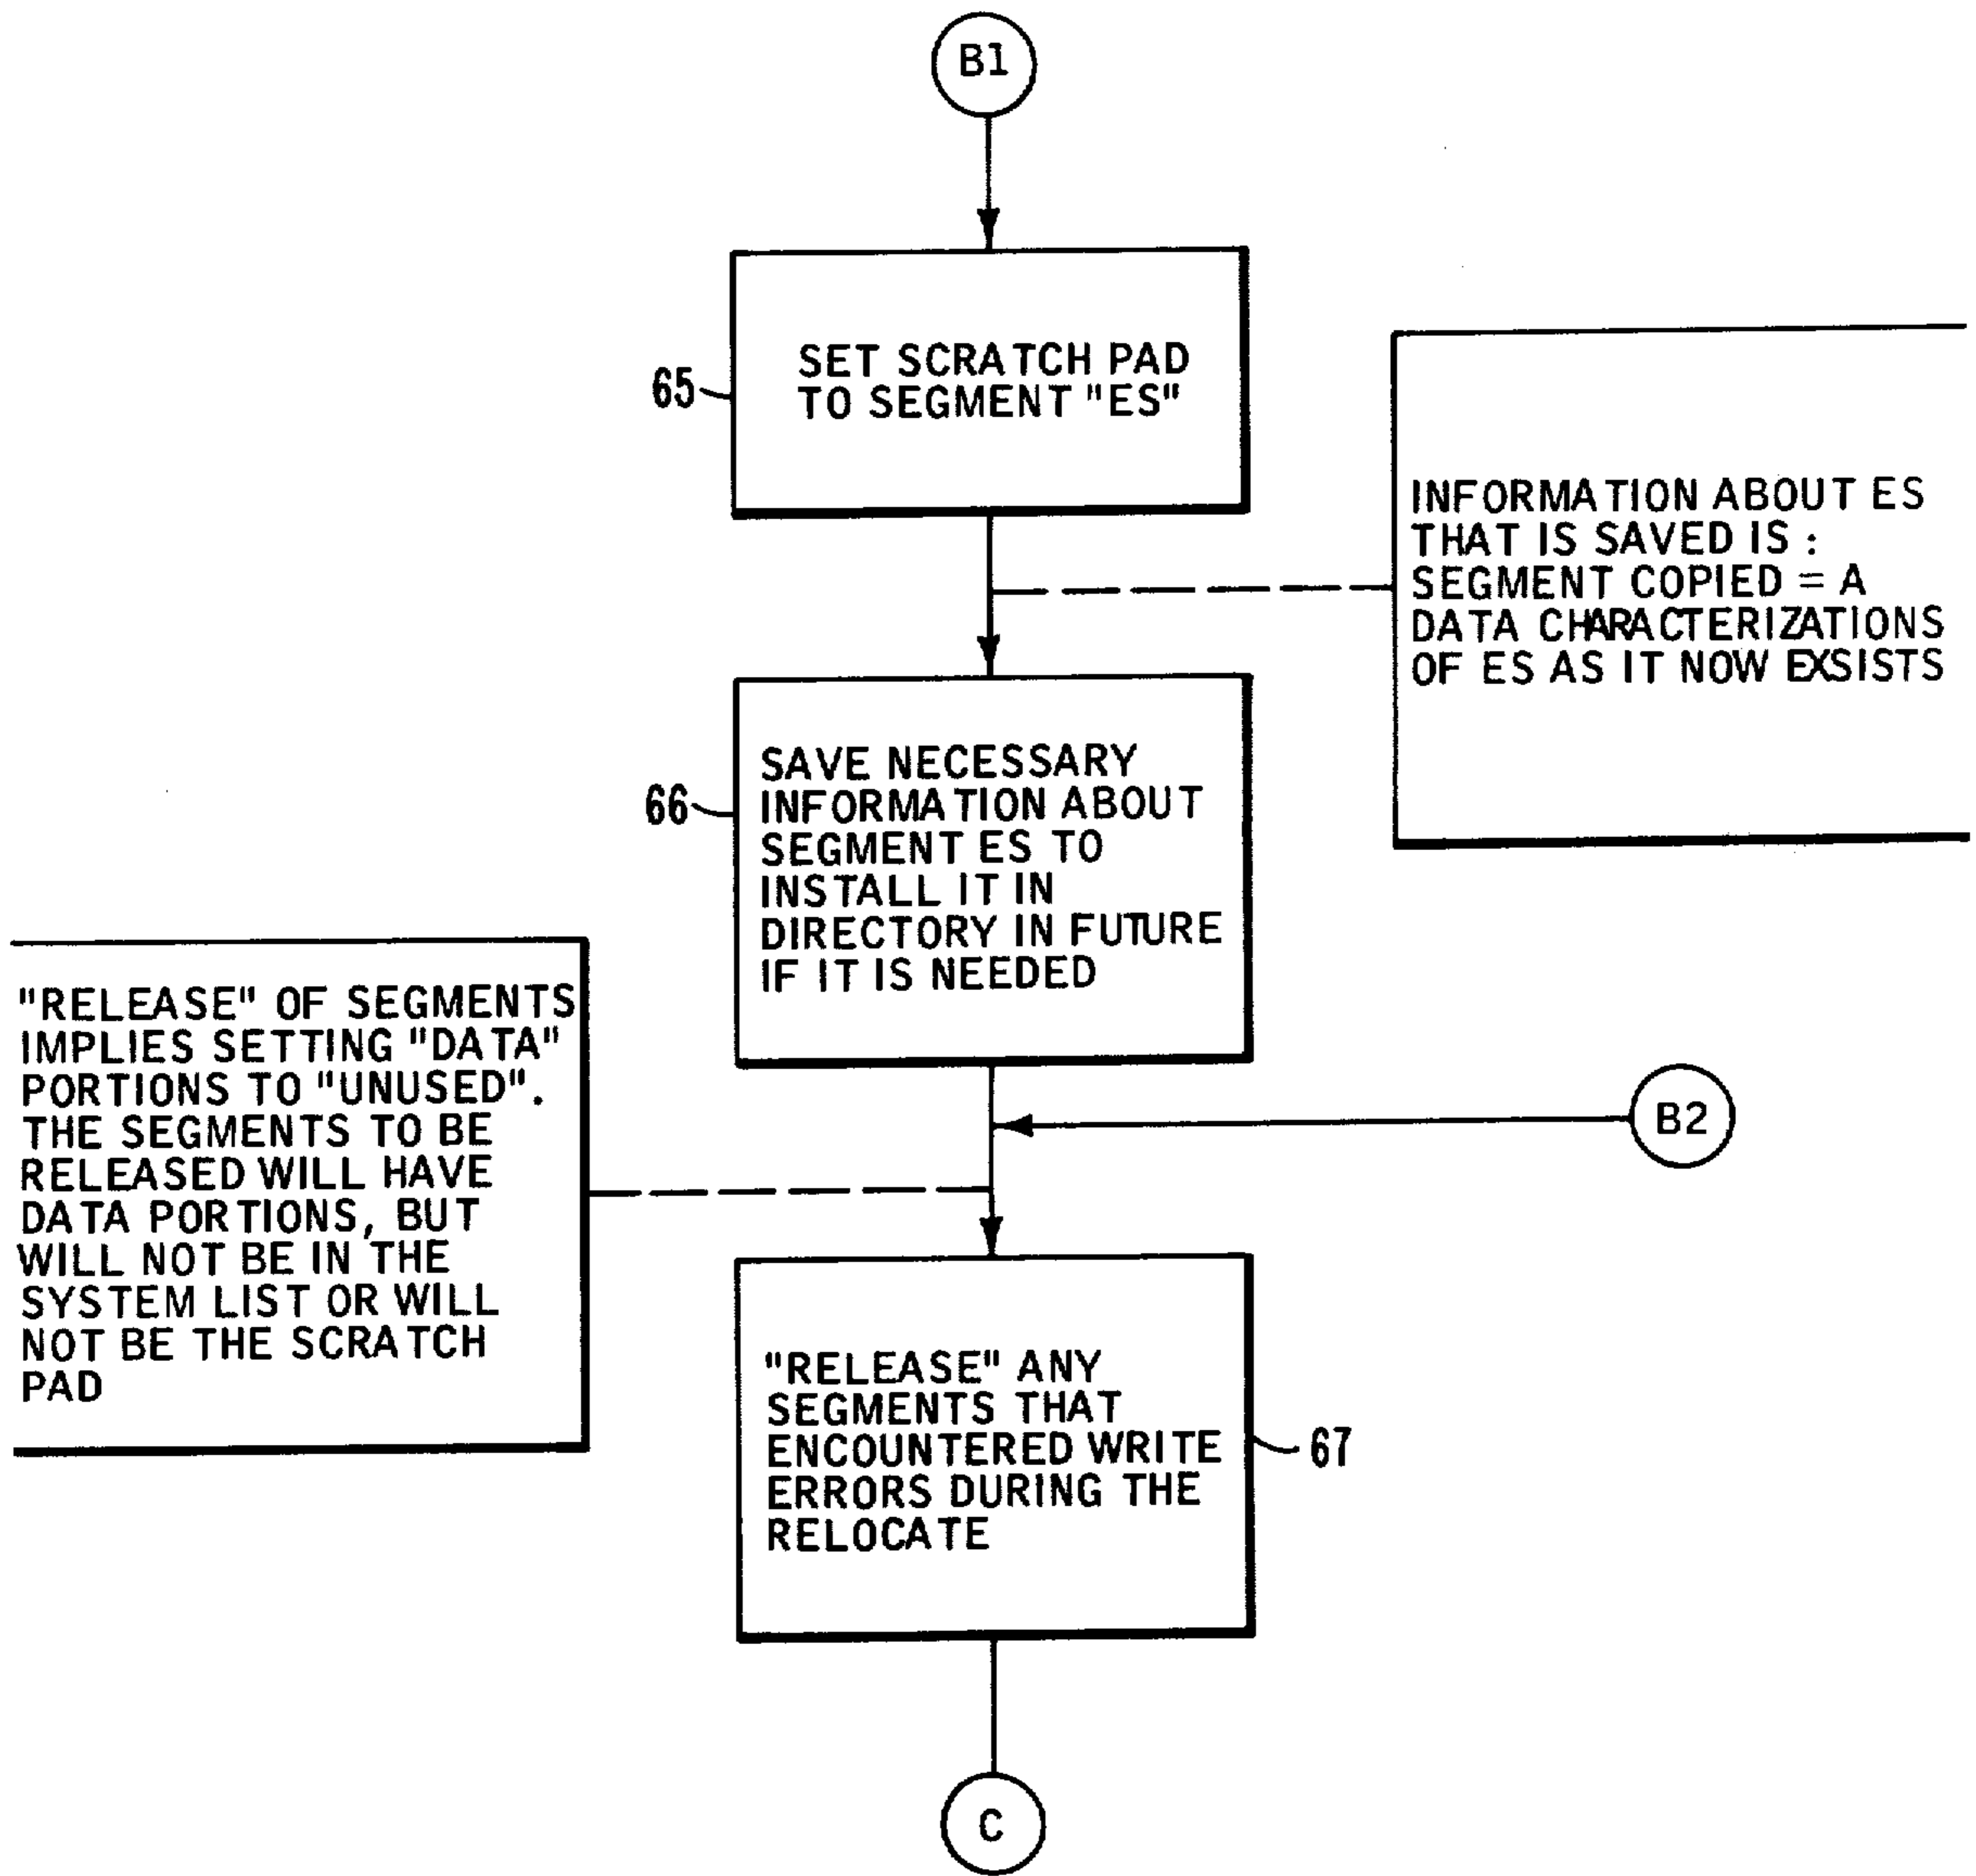 B1
SET SCRATCH PAD
TO SEGMENT "ES"
65
INFORMATION ABOUT ES
THAT IS SAVED IS :
SEGMENT COPIED = A
DATA CHARACTERIZATIONS
OF ES AS IT NOW EXSISTS
SAVE NECESSARY
INFORMATION ABOUT
SEGMENT ES TO
INSTALL IT IN
DIRECTORY IN FUTURE
IF IT IS NEEDED
66
"RELEASE" OF SEGMENTS
IMPLIES SETTING "DATA"
PORTIONS TO "UNUSED".
THE SEGMENTS TO BE
RELEASED WILL HAVE
DATA PORTIONS, BUT
WILL NOT BE IN THE
SYSTEM LIST OR WILL
NOT BE THE SCRATCH
PAD
B2
"RELEASE" ANY
SEGMENTS THAT
ENCOUNTERED WRITE
ERRORS DURING THE
RELOCATE
67
C